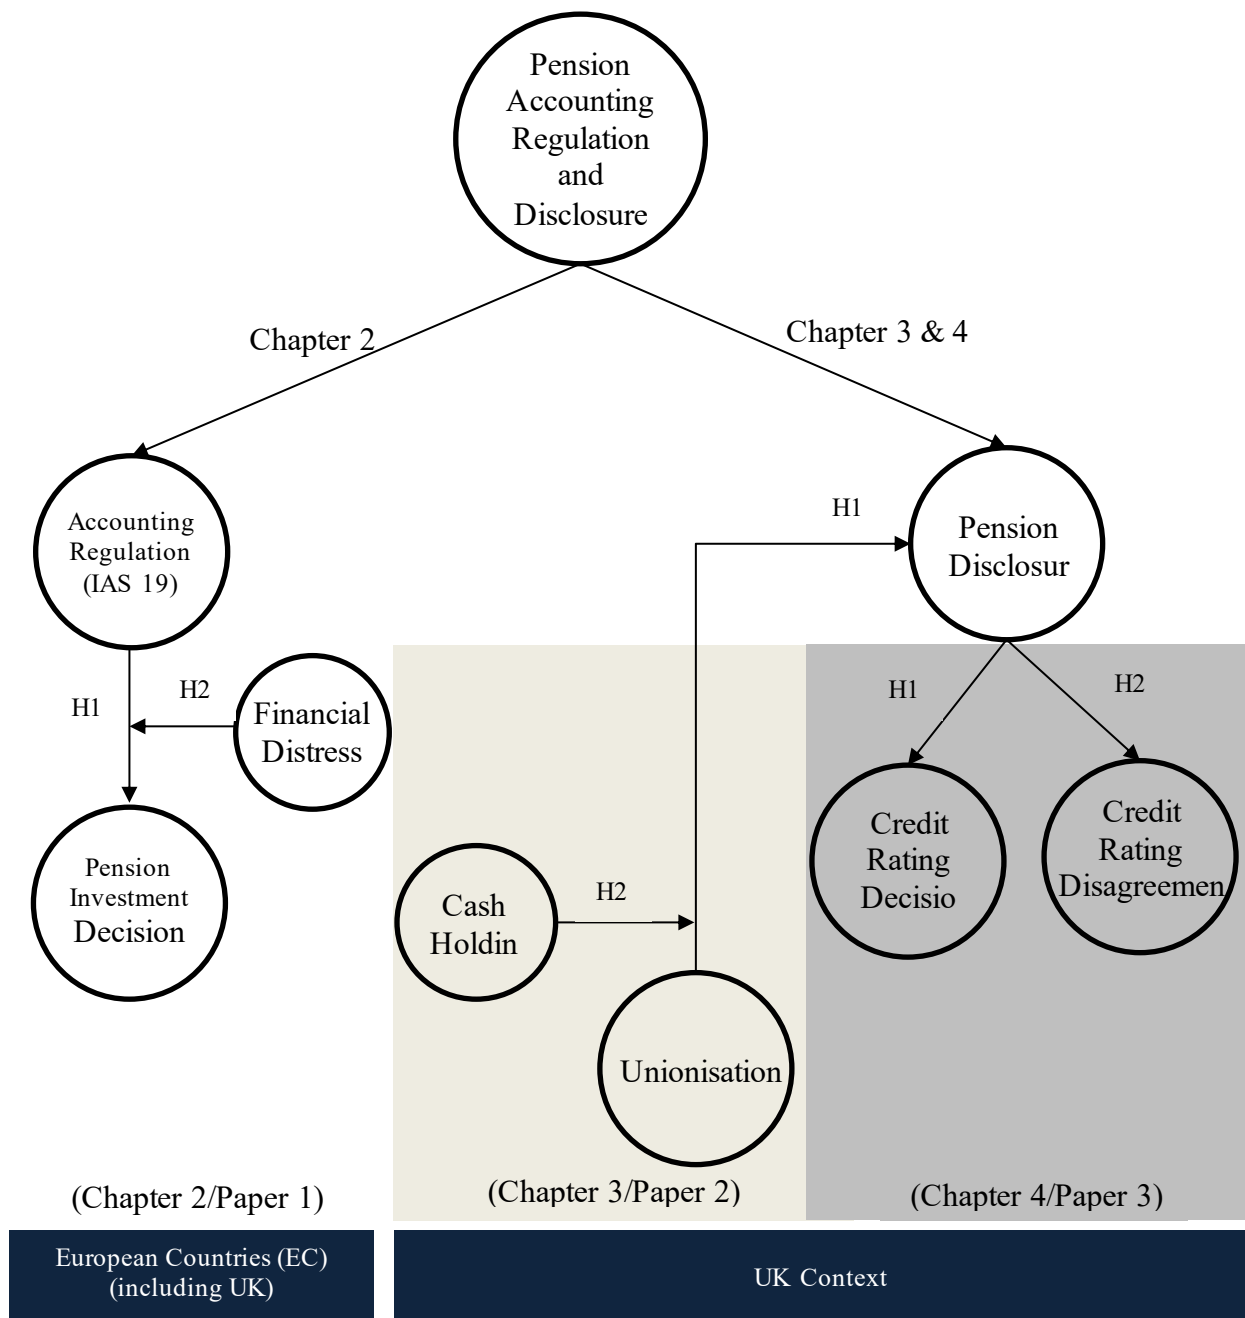 Pension
Accounting
Regulation
and
Disclosure
Chapter 2
Chapter 3 & 4
Accounting
Regulation
(IAS 19)
H1
Pension
Disclosur
H1
H2
Financial
Distress
H1
H2
Pension
Investment
Decision
Cash
Holdin
H2
Credit
Rating
Decisio
Credit
Rating
Disagreemen
Unionisation
(Chapter 2/Paper 1)
(Chapter 3/Paper 2)
(Chapter 4/Paper 3)
European Countries (EC)
(including UK)
UK Context